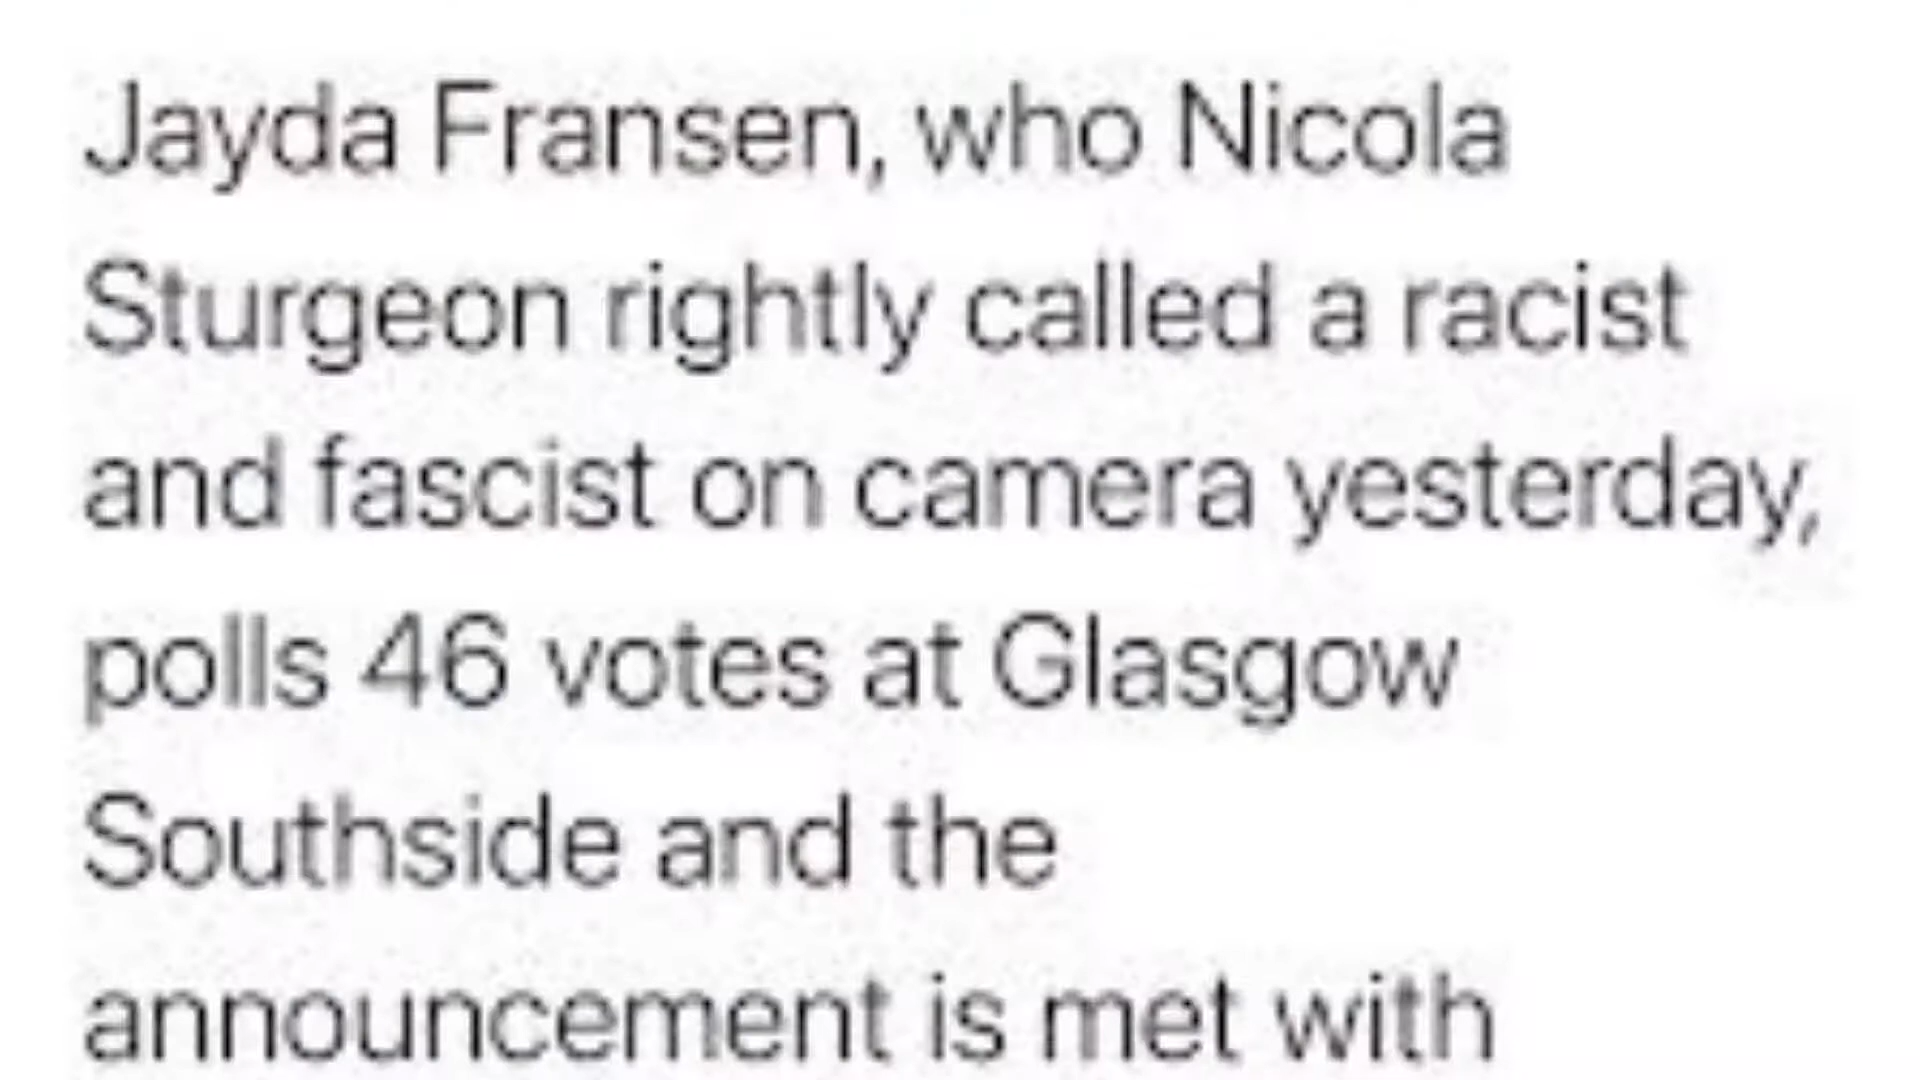 Jayda Fransen, who Nicola
Sturgeon rightly called a racist
and fascist on camera yesterday,
polls 46 votes at Glasgow
Southside and the
announcement is met with